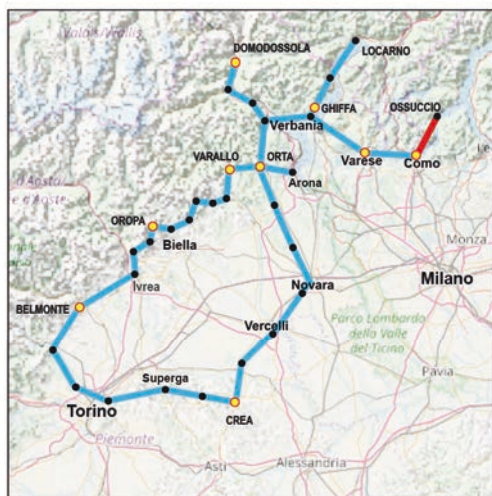 Valais/Wallis
DOMODOSSOLA
LOCARNO
GHIFFA
OSSUCCIO
Verbania
VARALLO
ORTA
Varese
Como
Le
Arona
d'Aosta/
e d'Aoste
OROPA
Biella
Monza
Ivrea
Milano
Novara
BELMONTE
Parco Lombardo
della Valle
del Ticino
Vercelli
Pavia
Superga
Torino
CREA
Piemonte
Asti
Alessandria